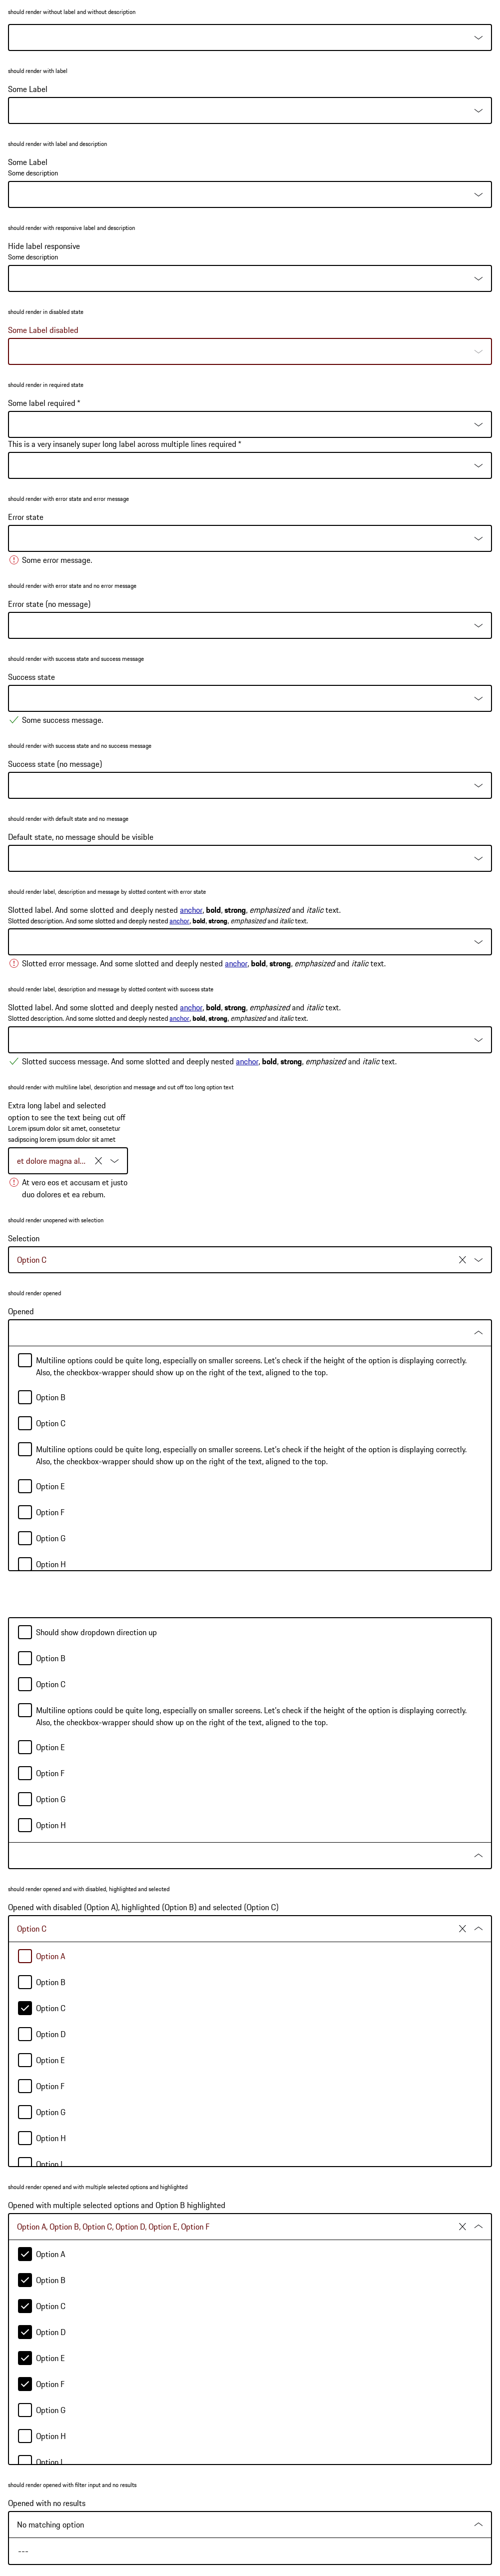 should render without label and without description
should render with label
Some Label
should render with label and description
Some Label
Some description
should render with responsive label and description
Hide label responsive
Some description
should render in disabled state
Some Label disabled
should render in required state
Some label required *
This is a very insanely super long label across multiple lines required *
should render with error state and error message
Error state
Some error message.
should render with error state and no error message
Error state (no message)
should render with success state and success message
Success state
Some success message.
should render with success state and no success message
Success state (no message)
should render with default state and no message
Default state, no message should be visible
should render label, description and message by slotted content with error state
Slotted label. And some slotted and deeply nested anchor, bold, strong, emphasized and italic text.
Slotted description. And some slotted and deeply nested anchor, bold, strong, emphasized and italic text.
Slotted error message. And some slotted and deeply nested anchor, bold, strong, emphasized and italic text.
should render label, description and message by slotted content with success state
Slotted label. And some slotted and deeply nested anchor, bold, strong, emphasized and italic text.
Slotted description. And some slotted and deeply nested anchor, bold, strong, emphasized and italic text.
Slotted success message. And some slotted and deeply nested anchor, bold, strong, emphasized and italic text.
should render with multiline label, description and message and cut off too long option text
Extra long label and selected
option to see the text being cut off
Lorem ipsum dolor sit amet, consetetur
sadipscing lorem ipsum dolor sit amet
et dolore magna al...
At vero eos et accusam et justo
duo dolores et ea rebum.
should render unopened with selection
Selection
Option C
should render opened
Opened
Multiline options could be quite long, especially on smaller screens. Let's check if the height of the option is displaying correctly.
Also, the checkbox-wrapper should show up on the right of the text, aligned to the top.
Option B
Option C
Multiline options could be quite long, especially on smaller screens. Let's check if the height of the option is displaying correctly.
Also, the checkbox-wrapper should show up on the right of the text, aligned to the top.
Option E
Option F
Option G
Option H
Should show dropdown direction up
Option B
Option C
Multiline options could be quite long, especially on smaller screens. Let's check if the height of the option is displaying correctly.
Also, the checkbox-wrapper should show up on the right of the text, aligned to the top.
Option E
Option F
Option G
Option H
should render opened and with disabled, highlighted and selected
Opened with disabled (Option A), highlighted (Option B) and selected (Option C)
Option C
Option A
Option B
Option C
Option D
Option E
Option F
Option G
Option H
Option I
should render opened and with multiple selected options and highlighted
Opened with multiple selected options and Option B highlighted
Option A, Option B, Option C, Option D, Option E, Option F
Option A
Option B
Option C
Option D
Option E
Option F
Option G
Option H
Option I
should render opened with filter input and no results
Opened with no results
No matching option
---